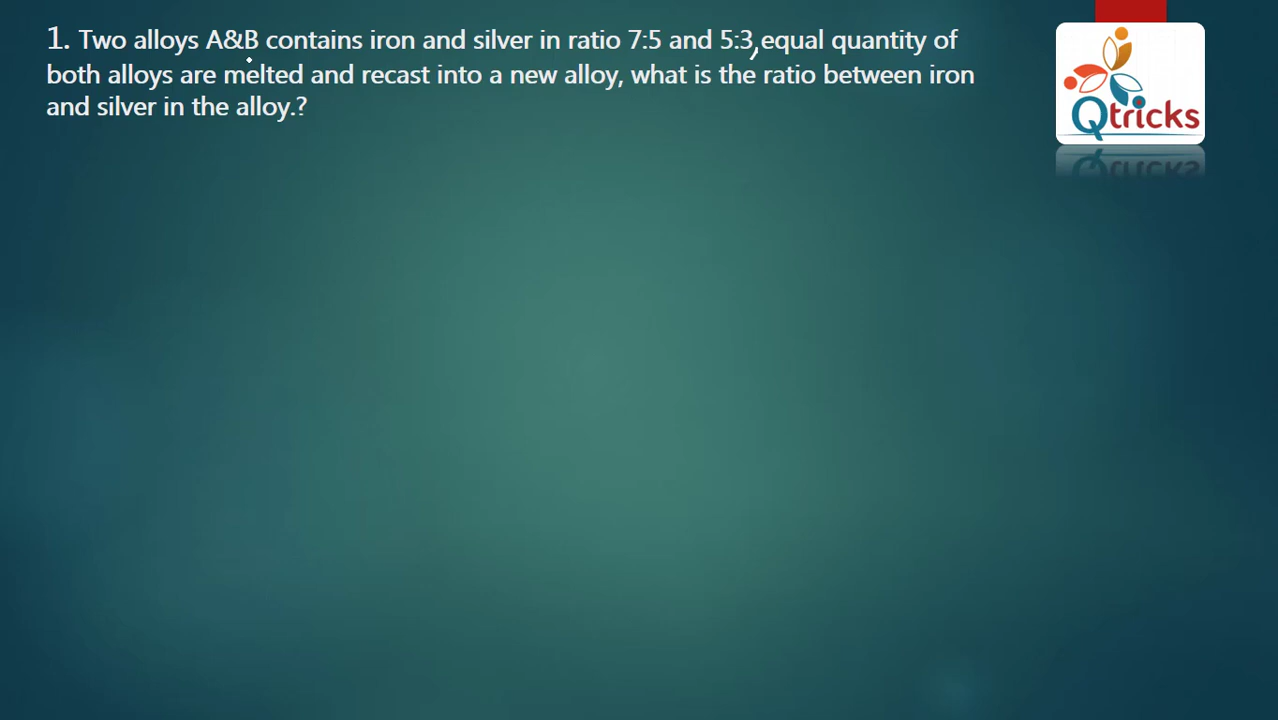 1. Two alloys A&B contains iron and silver in ratio 7:5 and 5:3,equal quantity of
both alloys are melted and recast into a new alloy, what is the ratio between iron
and silver in the alloy.?
Qtricks